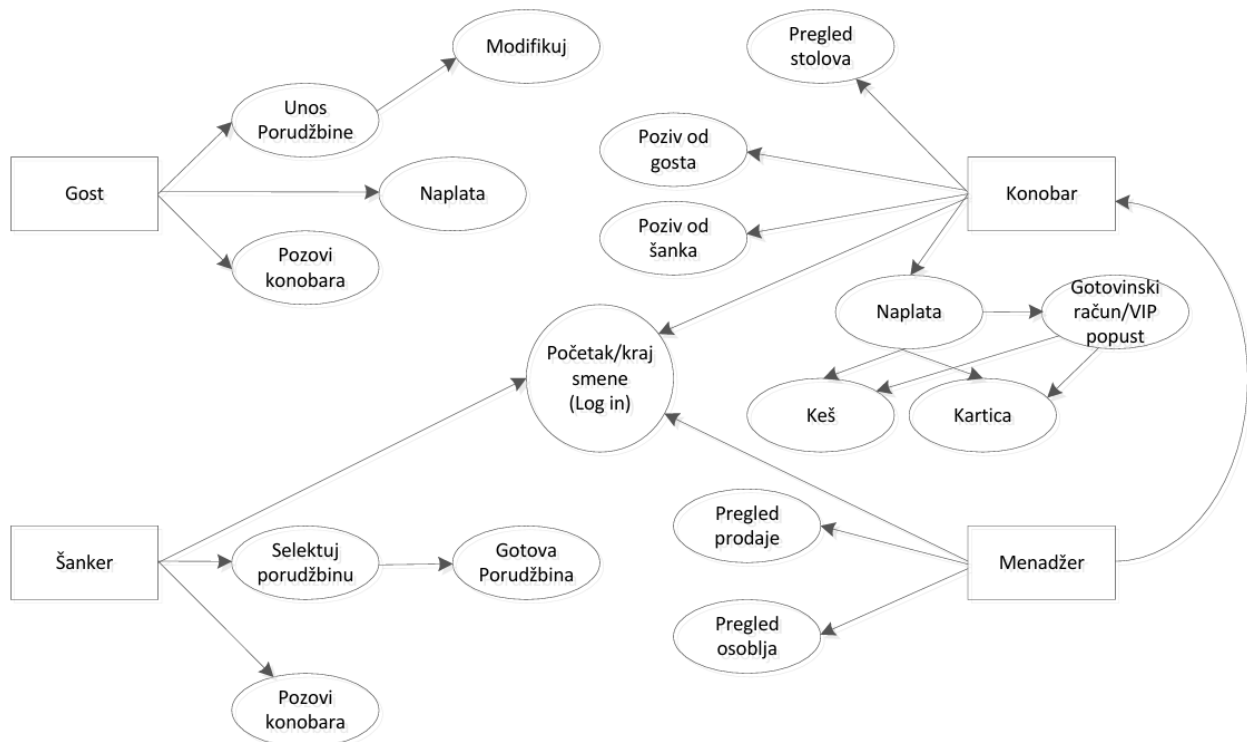 Modifikuj
Pregled
stolova
Unos
Porudžbine
Poziv od
gosta
Gost
Naplata
Konobar
Poziv od
šanka
Pozovi
konobara
Naplata
Gotovinski
račun/VIP
popust
Početak/kraj
smene
(Log in)
Keš
Kartica
Pregled
prodaje
Šanker
Selektuj
porudžbinu
Gotova
Porudžbina
Menadžer
Pregled
osoblja
Pozovi
konobara